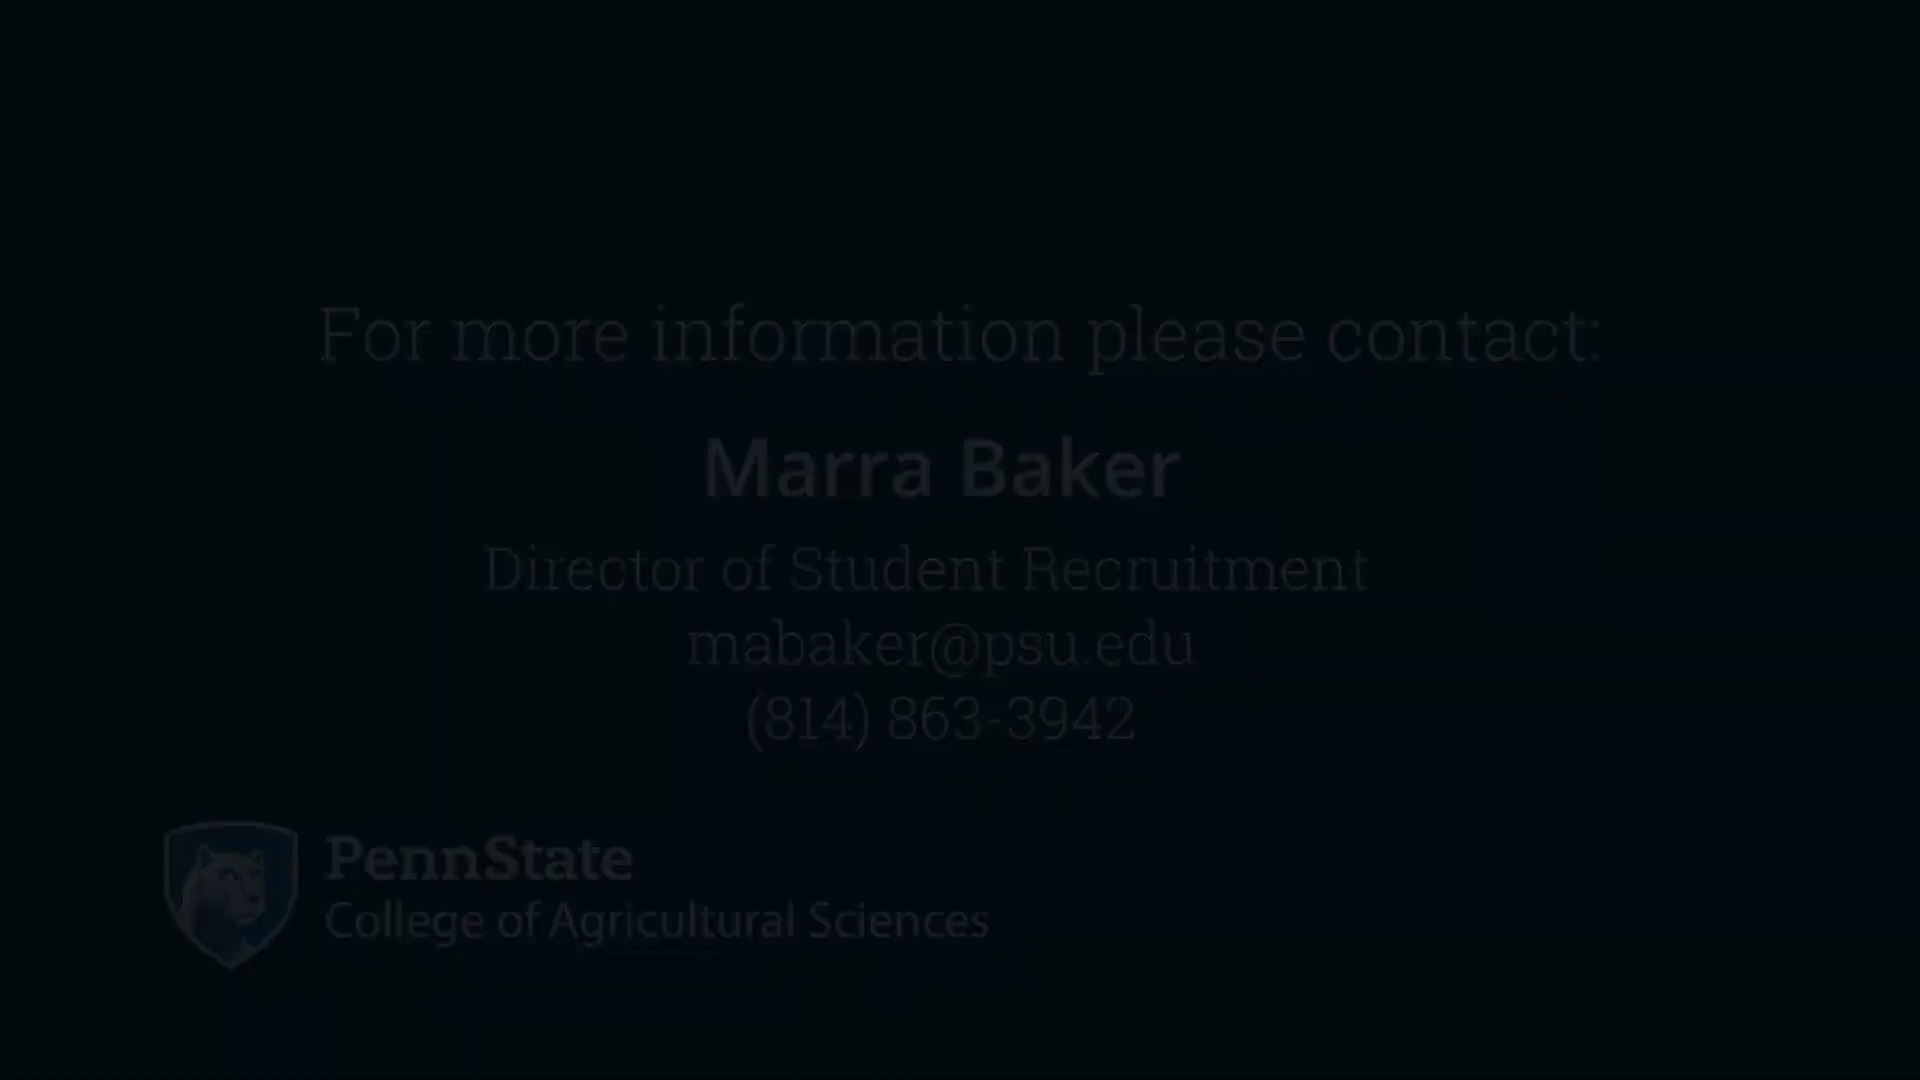 For more information please contact:
Marra Baker
Director of Student Recruitment
mabaker@psu.edu
(814) 863-3942
PennState
College of Agricultural Sciences